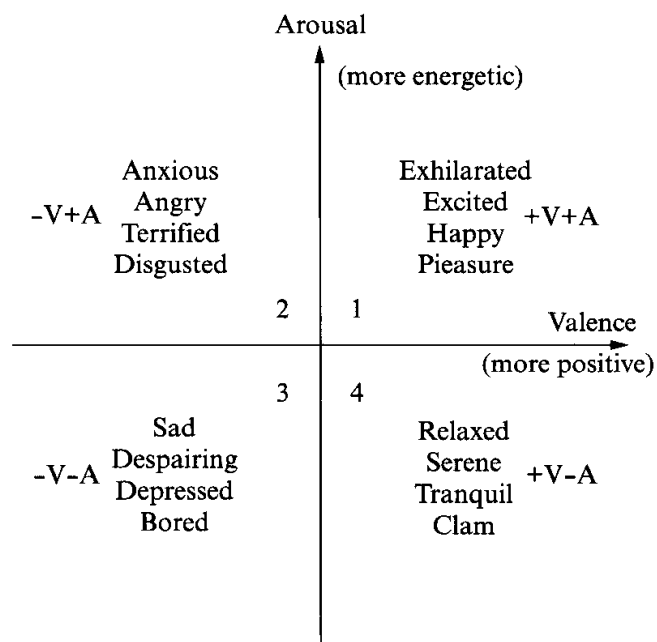 Arousal
(more energetic)
Anxious
Angry
Terrified
Disgusted
-V+A
Exhilarated
Excited
Happy
Pieasure
+V+A
2
1
Valence
(more positive)
3
4
Sad
Despairing
Depressed
Bored
-V-A
Relaxed
Serene
Tranquil
Clam
+V-A